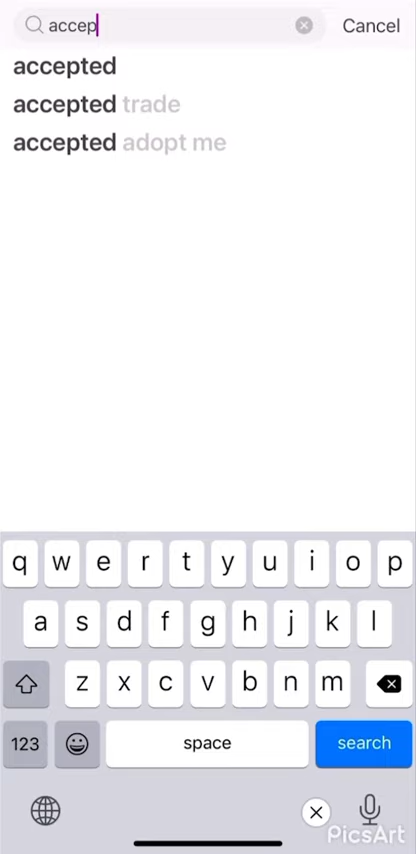 accep
Cancel
accepted
accepted trade
accepted adopt me
q w e r t y u i o p
a s d f g h j k l
z x c v b n m
123 space search
PicsArt